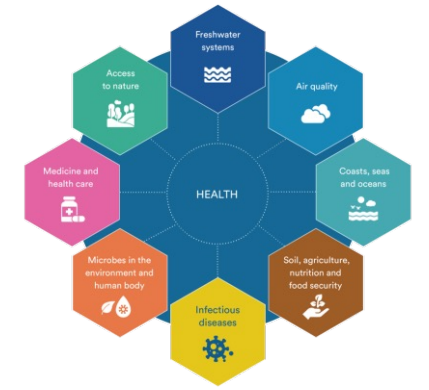 Freshwater
systems
Access
to nature
Air quality
Medicine and
health care
HEALTH
Coasts, seas
and oceans
Microbes in the
environment and
human body
Soil, agriculture,
nutrition and
food security
Infectious
diseases